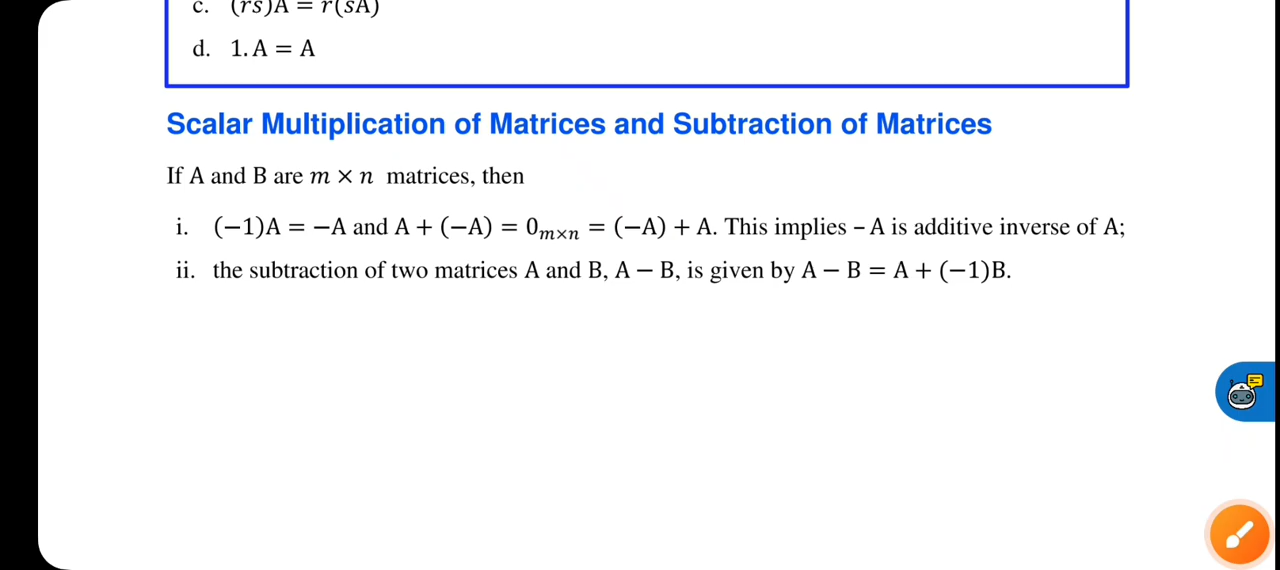 c. (rs)A = r(sA)
d. 1. A = A
Scalar Multiplication of Matrices and Subtraction of Matrices
If A and B are m × n matrices, then
i. (−1)A = −A and A + (−A) = 0ₘₓₙ = (−A) + A. This implies – A is additive inverse of A;
ii. the subtraction of two matrices A and B, A − B, is given by A − B = A + (−1)B.